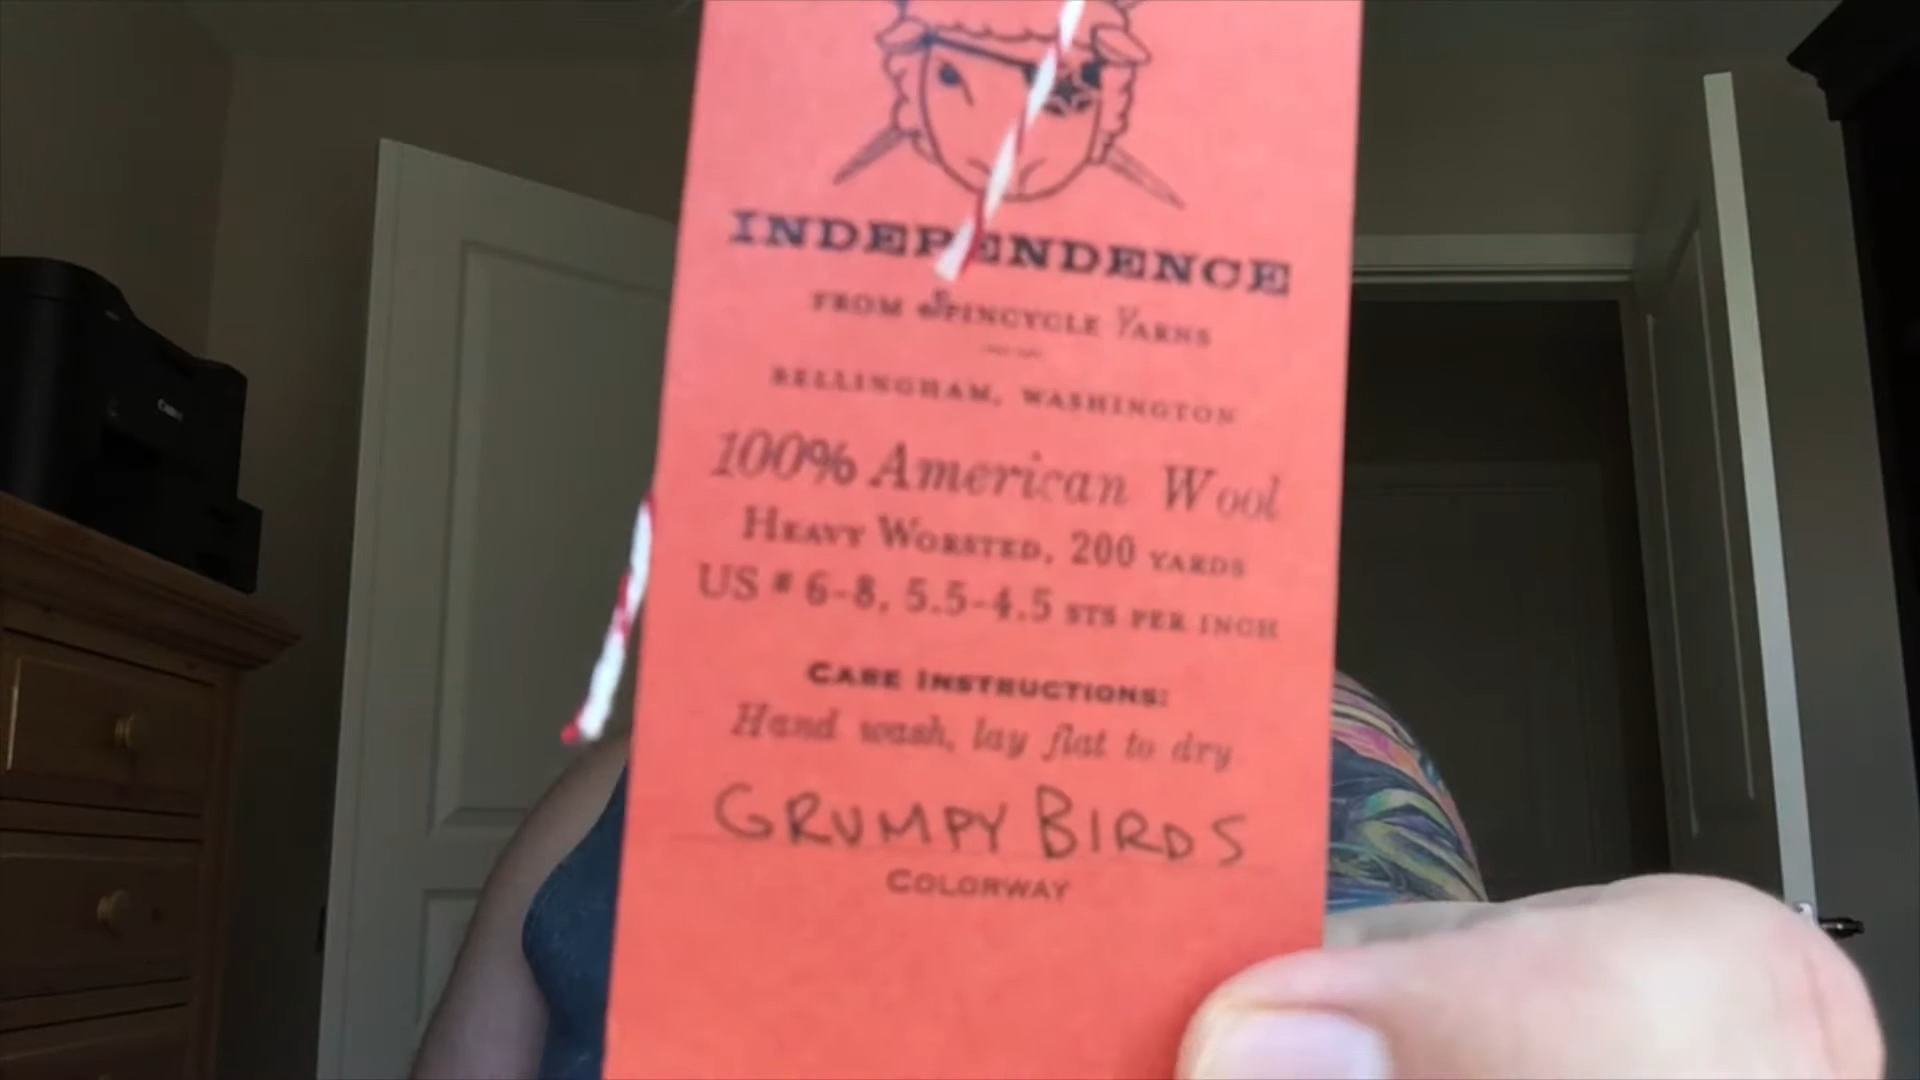 INDEPENDENCE
FROM SPINCYCLE YARNS
BELLINGHAM, WASHINGTON
100% American Wool
HEAVY WORSTED, 200 YARDS
US # 6-8, 5.5-4.5 STS PER INCH
CARE INSTRUCTIONS:
Hand wash, lay flat to dry
GRUMPY BIRDS
COLORWAY
Canon